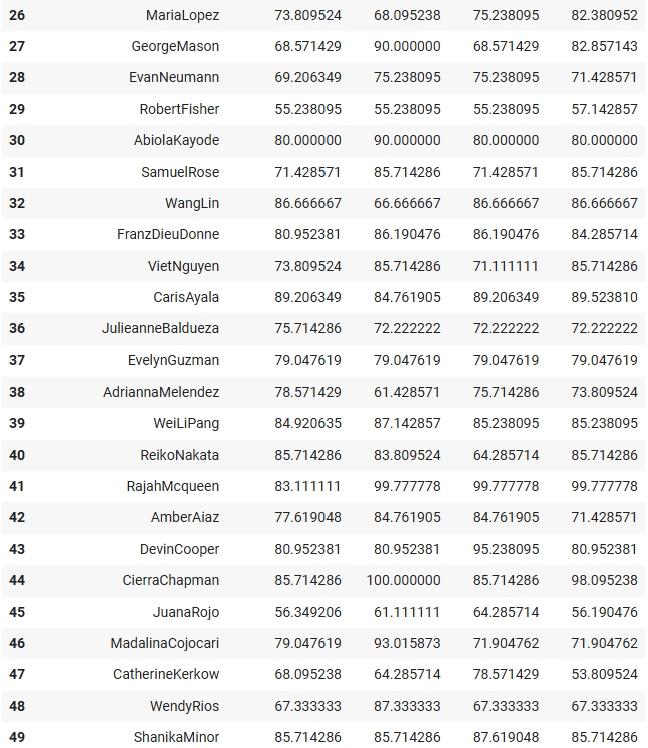 26 MariaLopez 73.809524 68.095238 75.238095 82.380952
27 GeorgeMason 68.571429 90.000000 68.571429 82.857143
28 EvanNeumann 69.206349 75.238095 75.238095 71.428571
29 RobertFisher 55.238095 55.238095 55.238095 57.142857
30 AbiolaKayode 80.000000 90.000000 80.000000 80.000000
31 SamuelRose 71.428571 85.714286 71.428571 85.714286
32 WangLin 86.666667 66.666667 86.666667 86.666667
33 FranzDieuDonne 80.952381 86.190476 86.190476 84.285714
34 VietNguyen 73.809524 85.714286 71.111111 85.714286
35 CarisAyala 89.206349 84.761905 89.206349 89.523810
36 JulieanneBaldueza 75.714286 72.222222 72.222222 72.222222
37 EvelynGuzman 79.047619 79.047619 79.047619 79.047619
38 AdriannaMelendez 78.571429 61.428571 75.714286 73.809524
39 WeiLiPang 84.920635 87.142857 85.238095 85.238095
40 ReikoNakata 85.714286 83.809524 64.285714 85.714286
41 RajahMcqueen 83.111111 99.777778 99.777778 99.777778
42 AmberAiaz 77.619048 84.761905 84.761905 71.428571
43 DevinCooper 80.952381 80.952381 95.238095 80.952381
44 CierraChapman 85.714286 100.000000 85.714286 98.095238
45 JuanaRojo 56.349206 61.111111 64.285714 56.190476
46 MadalinaCojocari 79.047619 93.015873 71.904762 71.904762
47 CatherineKerkow 68.095238 64.285714 78.571429 53.809524
48 WendyRios 67.333333 87.333333 67.333333 67.333333
49 ShanikaMinor 85.714286 85.714286 87.619048 85.714286